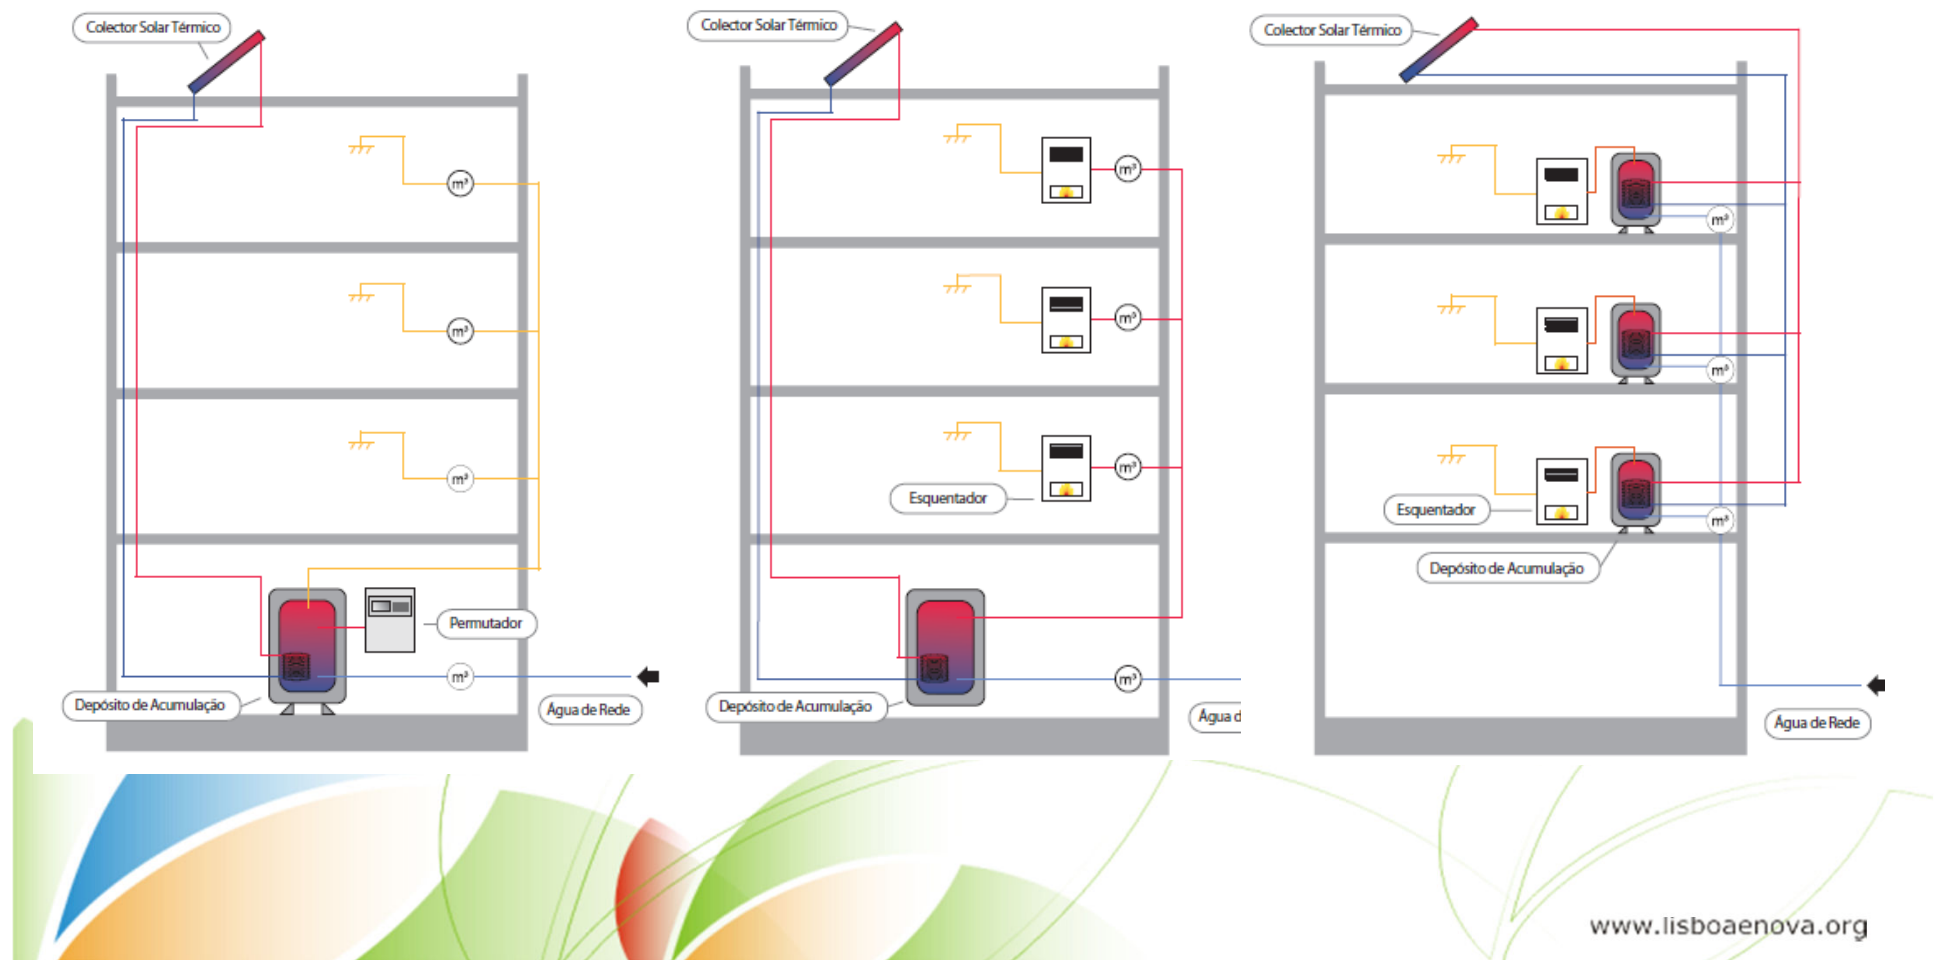 Colector Solar Térmico
m³
m³
m³
Permutador
m³
Depósito de Acumulação
Água de Rede
Colector Solar Térmico
m³
m³
m³
Esquentador
m³
Depósito de Acumulação
Água d
Colector Solar Térmico
m³
m³
Esquentador
m³
Depósito de Acumulação
Água de Rede
www.lisboaenova.org